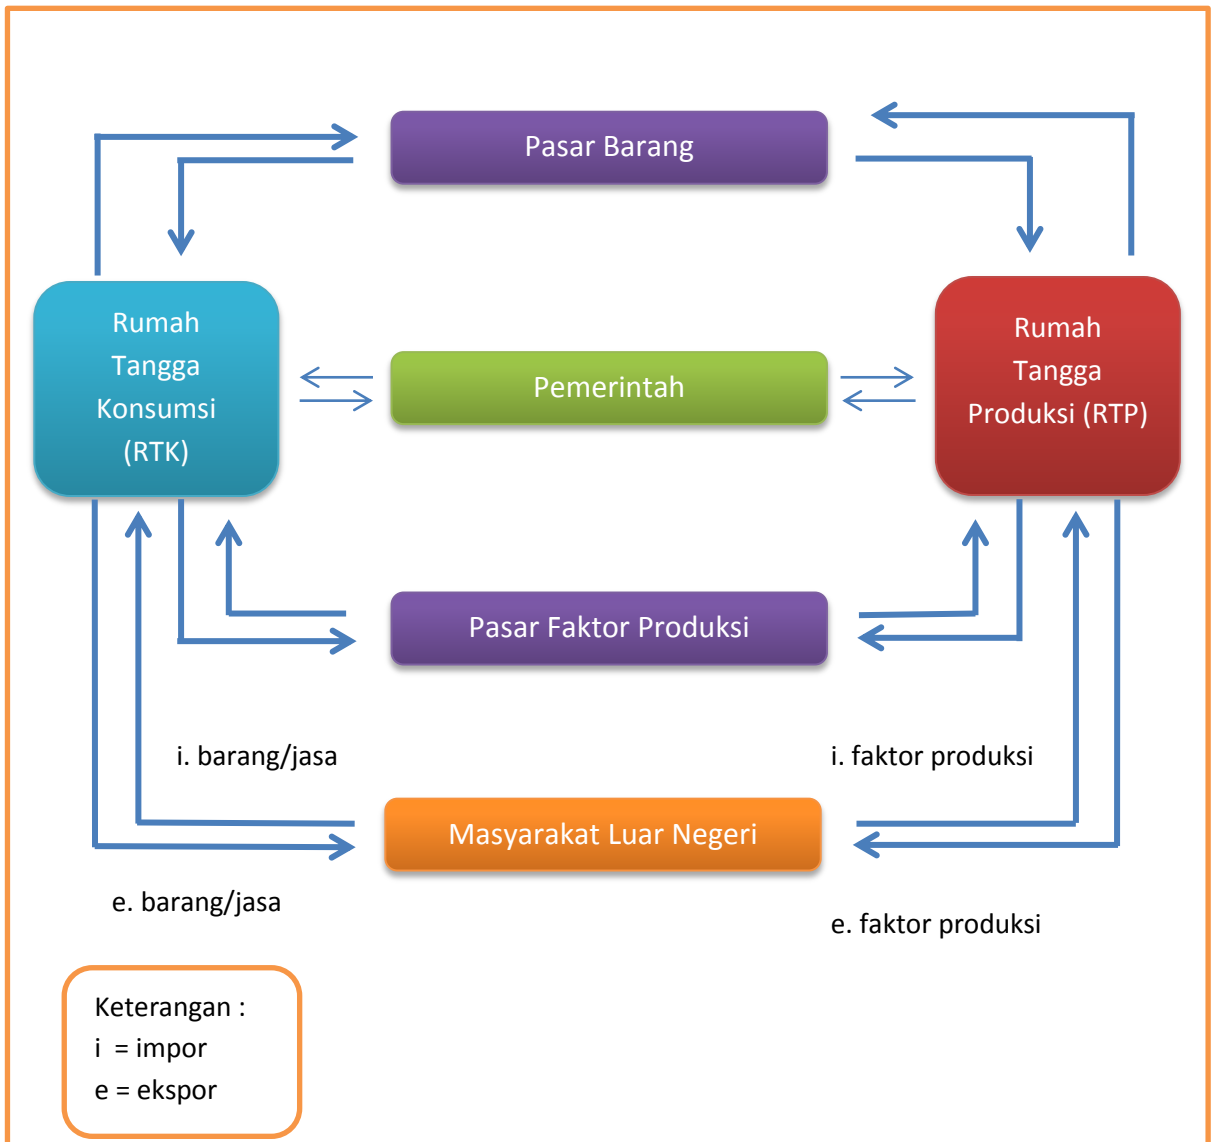 Pasar Barang
Rumah
Tangga
Konsumsi
(RTK)
Pemerintah
Rumah
Tangga
Produksi (RTP)
Pasar Faktor Produksi
i. barang/jasa
i. faktor produksi
Masyarakat Luar Negeri
e. barang/jasa
e. faktor produksi
Keterangan :
i = impor
e = ekspor